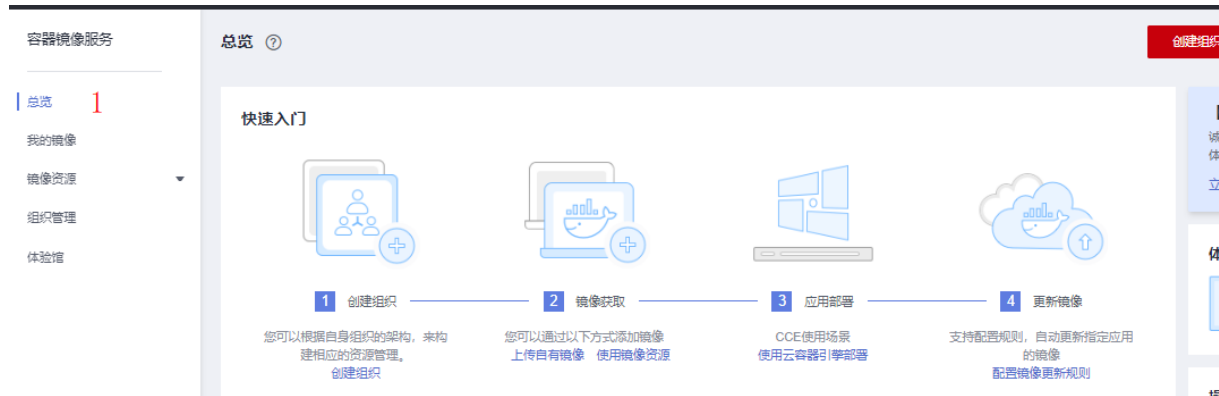 容器镜像服务
总览
1
我的镜像
镜像资源
组织管理
体验馆
总览 ?
创建组织
快速入门
1 创建组织
您可以根据自身组织的架构，来构
建相应的资源管理。
创建组织
2 镜像获取
您可以通过以下方式添加镜像
上传自有镜像 使用镜像资源
3 应用部署
CCE使用场景
使用云容器引擎部署
4 更新镜像
支持配置规则，自动更新指定应用
的镜像
配置镜像更新规则
诚
体
立
体